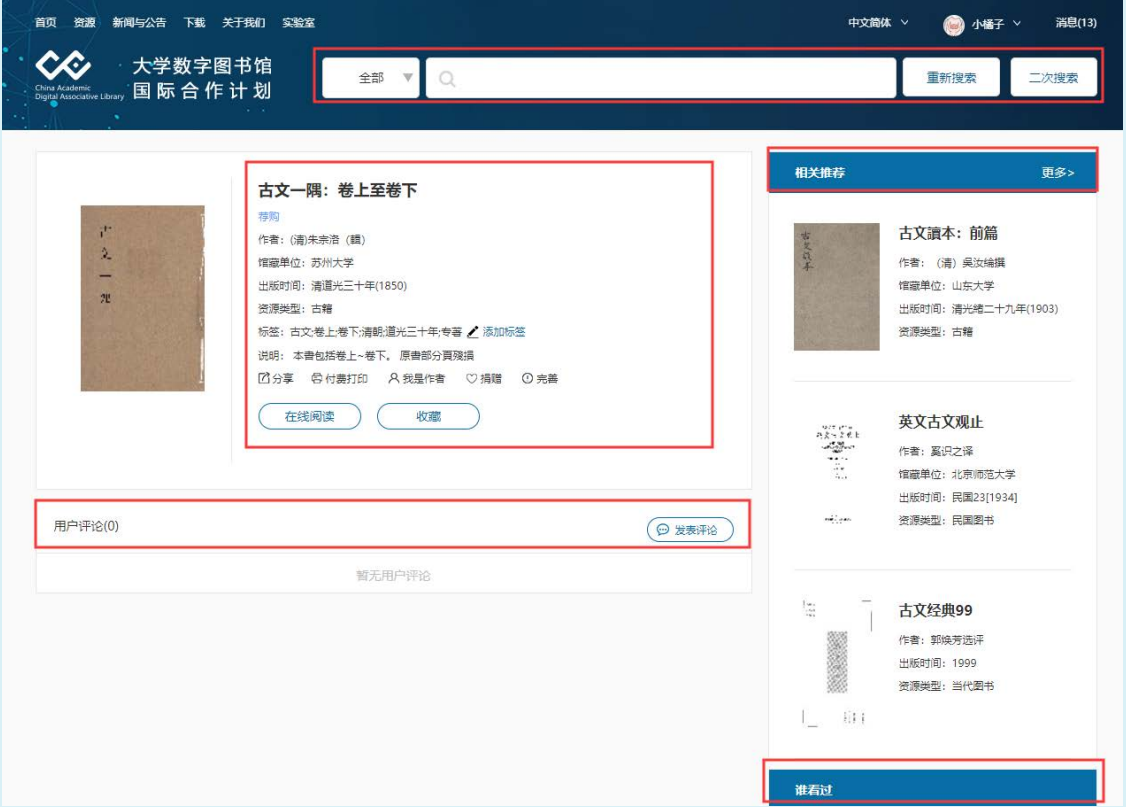 首页 资源 新闻与公告 下载 关于我们 实验室 中文简体 小橘子 消息(13)
China Academic
Digital Associative Library
大学数字图书馆
国际合作计划
全部 重新搜索 二次搜索
古文一隅
古文一隅：卷上至卷下
荐购
作者：(清)朱宗洛（輯）
馆藏单位：苏州大学
出版时间：清道光三十年(1850)
资源类型：古籍
标签：古文;卷上;卷下;清朝;道光三十年;专著 添加标签
说明： 本書包括卷上~卷下。 原書部分頁殘損
分享 付费打印 我是作者 捐赠 完善
在线阅读 收藏
用户评论(0) 发表评论
暂无用户评论
相关推荐 更多>
古文讀本
古文讀本：前篇
作者：（清）吳汝綸撰
馆藏单位：山东大学
出版时间：清光緒二十九年(1903)
资源类型：古籍
英文古文观止
作者：奚识之译
馆藏单位：北京师范大学
出版时间：民国23[1934]
资源类型：民国图书
古文经典99
作者：郭焕芳选评
出版时间：1999
资源类型：当代图书
谁看过